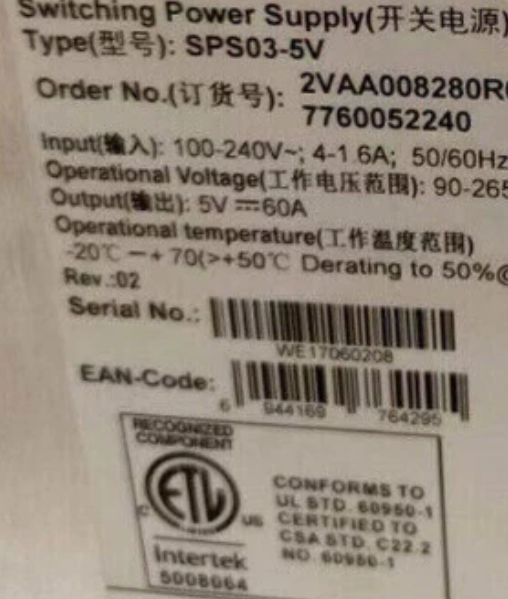 Switching Power Supply(开关电源)
Type(型号): SPS03-5V
Order No.(订货号): 2VAA008280R
7760052240
Input(输入): 100-240V~; 4-1.6A; 50/60Hz
Operational Voltage(工作电压范围): 90-265
Output(输出): 5V ⎓60A
Operational temperature(工作温度范围)
-20℃ —+ 70(>+50℃ Derating to 50%@
Rev.:02
Serial No.:
WE17060208
EAN-Code:
6 944169 764295
RECOGNIZED
COMPONENT
ETL
C US
Intertek
5008064
CONFORMS TO
UL STD. 60950-1
CERTIFIED TO
CSA STD. C22.2
NO. 60950-1